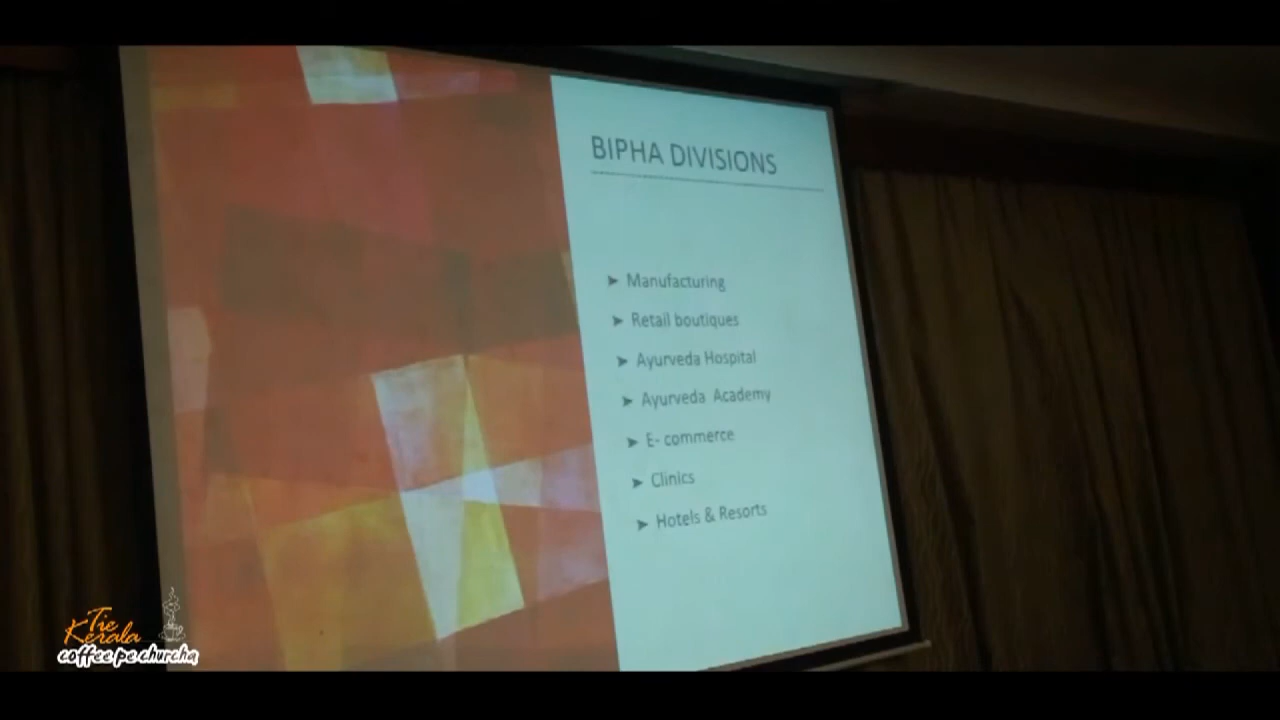 BIPHA DIVISIONS
➤ Manufacturing
➤ Retail boutiques
➤ Ayurveda Hospital
➤ Ayurveda Academy
➤ E- commerce
➤ Clinics
➤ Hotels & Resorts
Tie
Kerala
coffee pe churcha